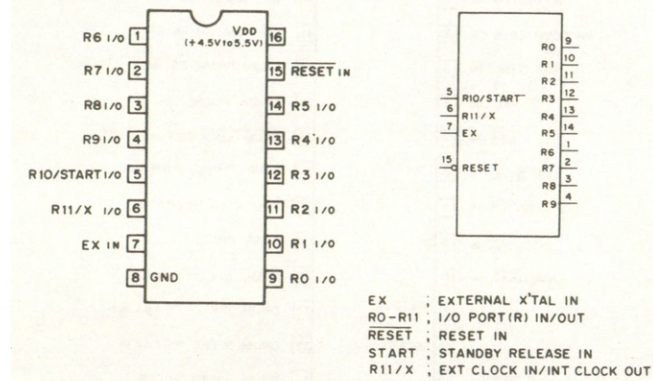 R6 I/O 1
R7 I/O 2
R8 I/O 3
R9 I/O 4
R10/START I/O 5
R11/X I/O 6
EX IN 7
8 GND
VDD 16
(+4.5V to 5.5V)
15 RESET IN
14 R5 I/O
13 R4 I/O
12 R3 I/O
11 R2 I/O
10 R1 I/O
9 R0 I/O
5 R10/START
6 R11/X
7 EX
15 RESET
R0 9
R1 10
R2 11
R3 12
R4 13
R5 14
R6 1
R7 2
R8 3
R9 4
EX ; EXTERNAL X'TAL IN
R0-R11 ; I/O PORT(R) IN/OUT
RESET ; RESET IN
START ; STANDBY RELEASE IN
R11/X ; EXT CLOCK IN/INT CLOCK OUT